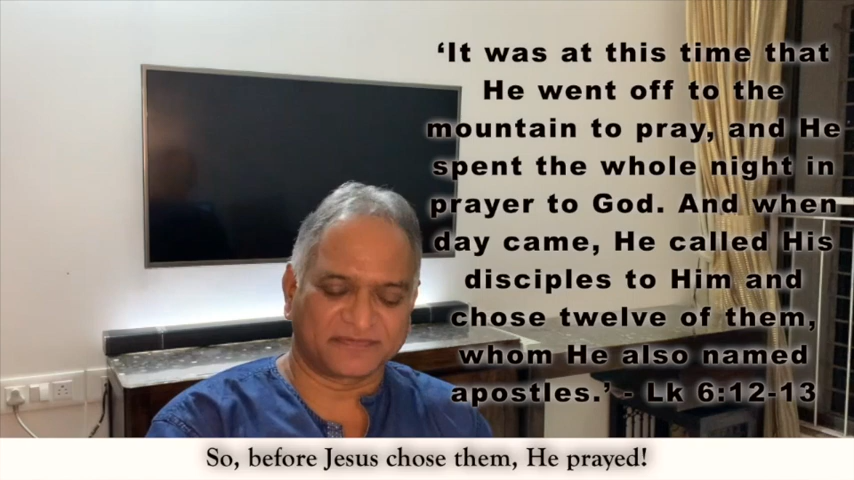 ‘It was at this time that
He went off to the
mountain to pray, and He
spent the whole night in
prayer to God. And when
day came, He called His
disciples to Him and
chose twelve of them,
whom He also named
apostles.’ - Lk 6:12-13
So, before Jesus chose them, He prayed!